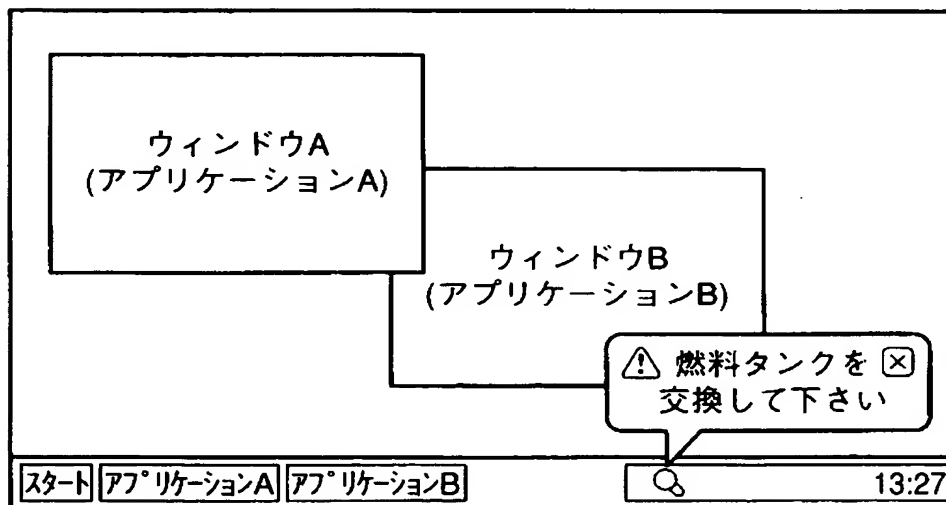 ウィンドウA
(アプリケーションA)
ウィンドウB
(アプリケーションB)
燃料タンクを
交換して下さい
スタート アプリケーションA アプリケーションB 13:27